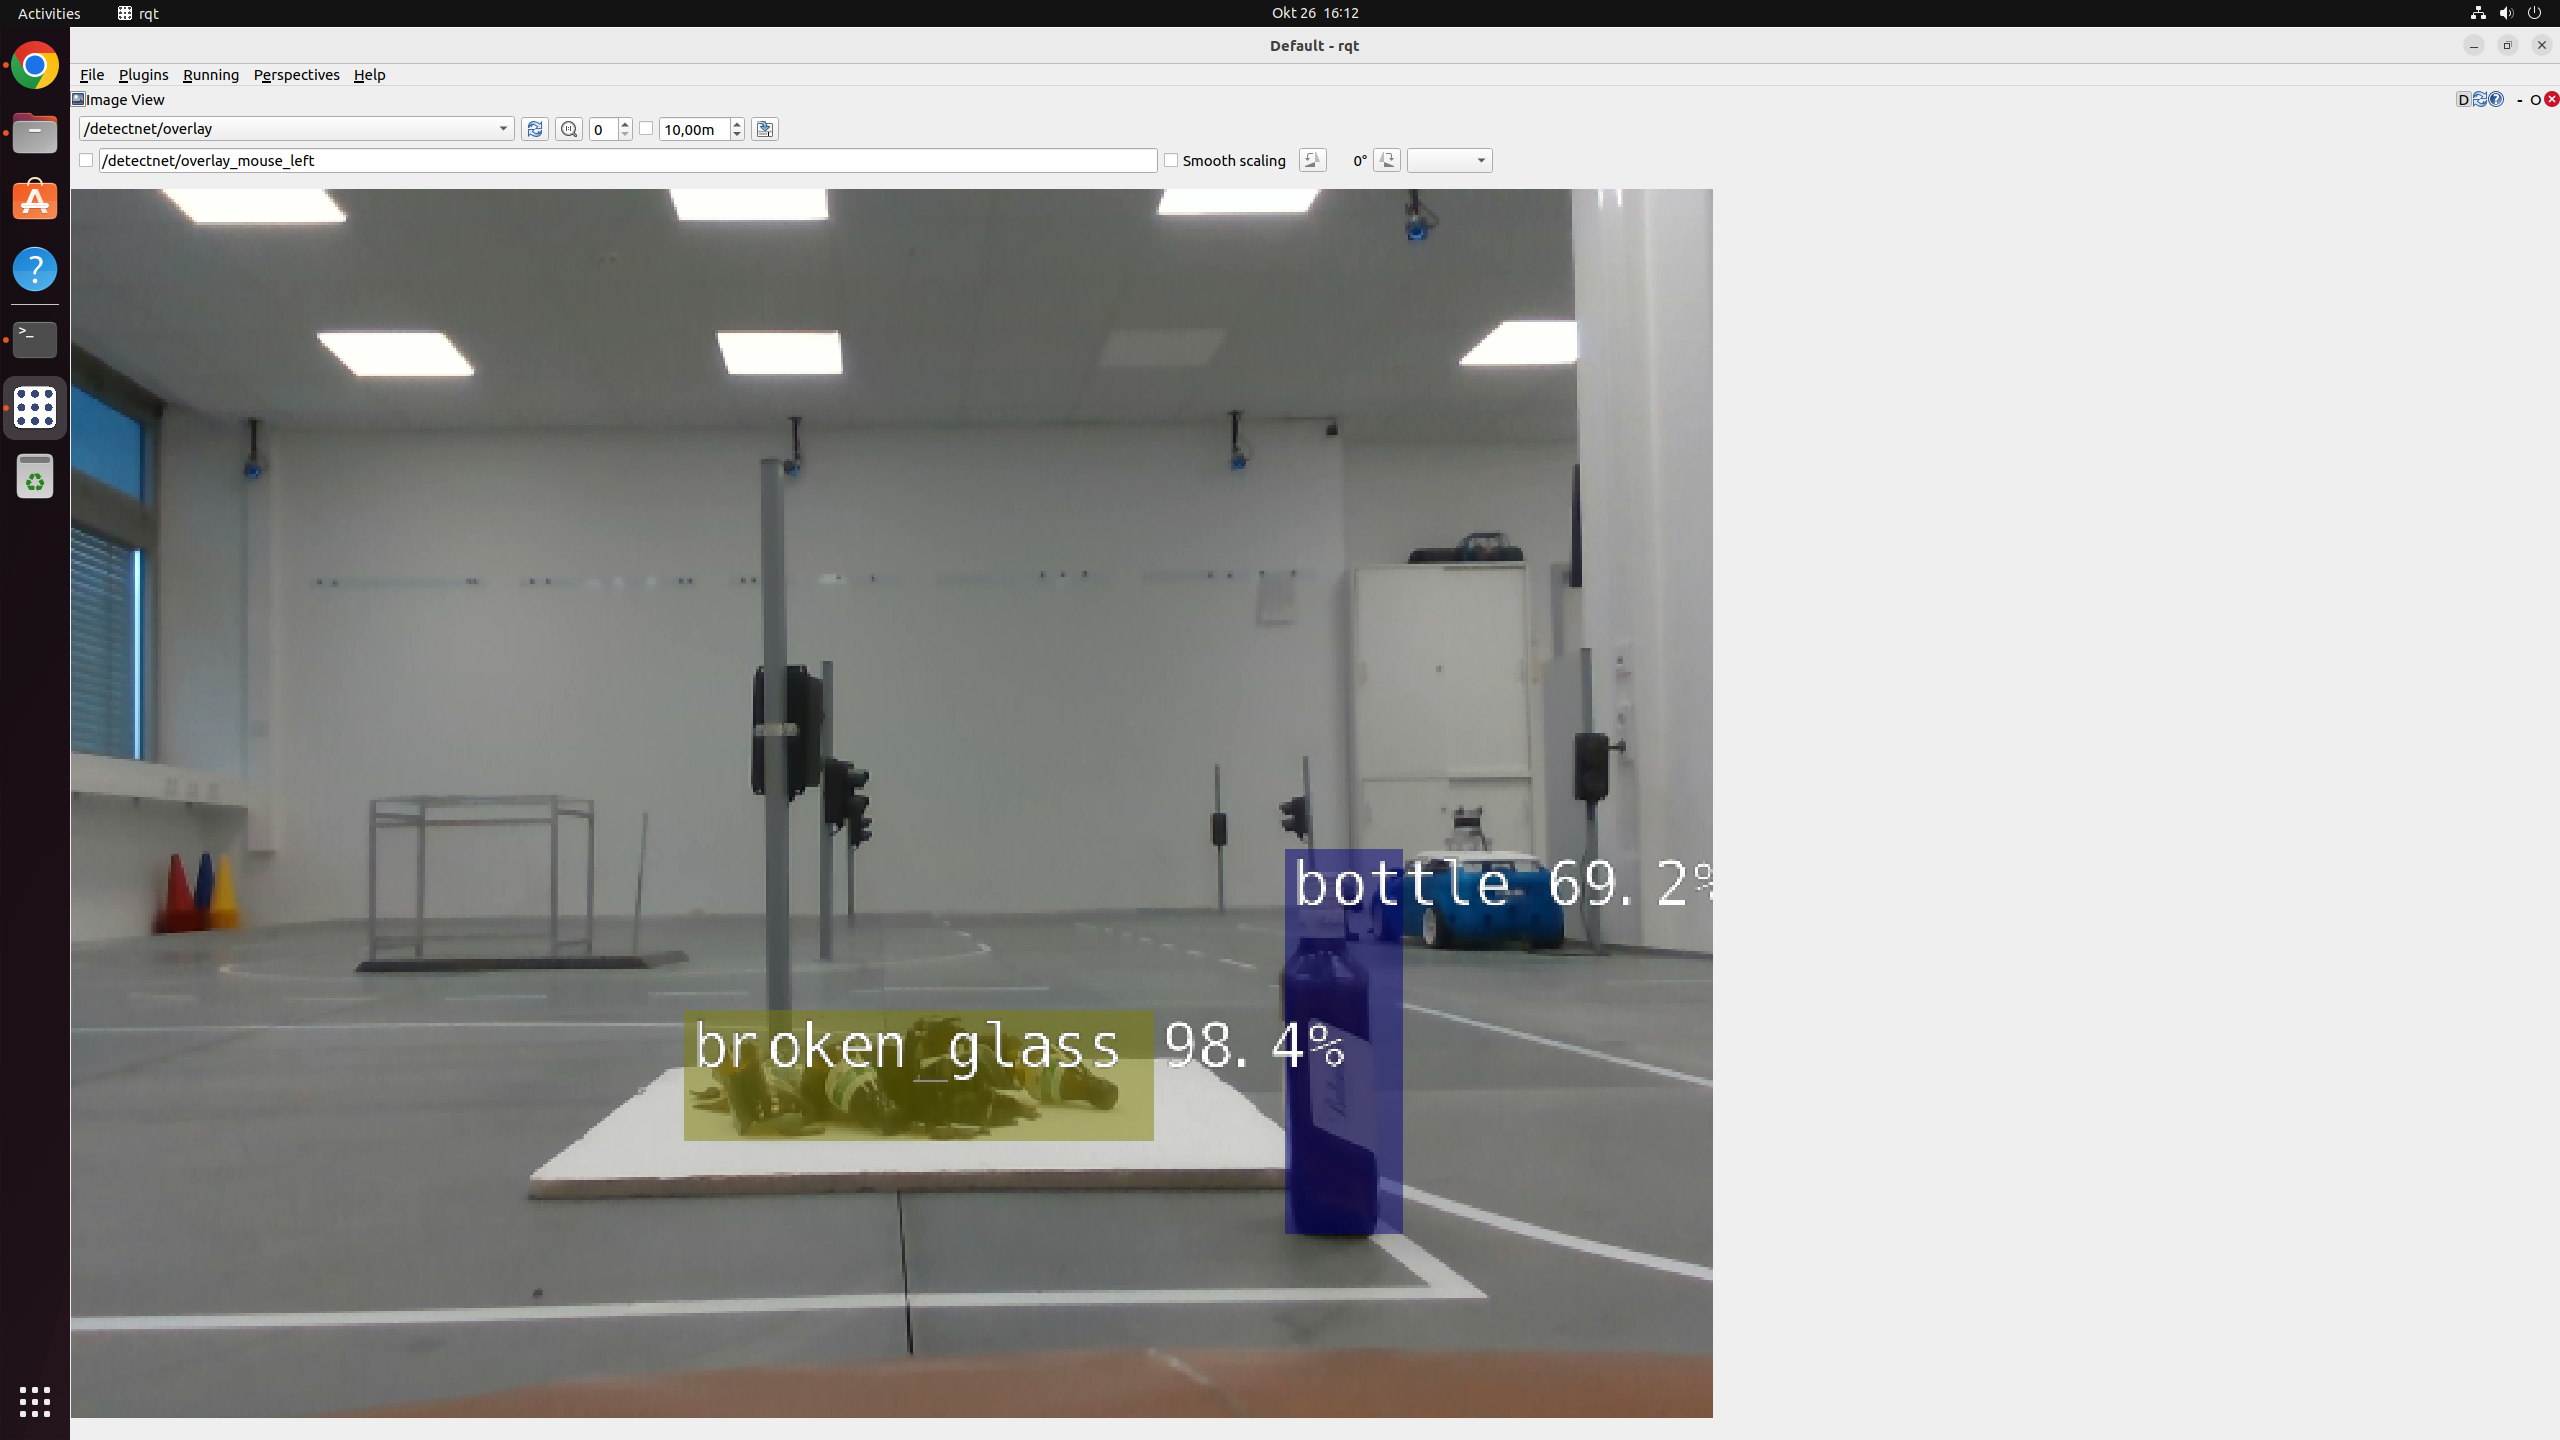 Activities rqt Okt 26 16:12
Default - rqt
File Plugins Running Perspectives Help
Image View D ? - O
/detectnet/overlay 0 10,00m
/detectnet/overlay_mouse_left Smooth scaling 0°
bottle 69.2%
broken_glass 98.4%